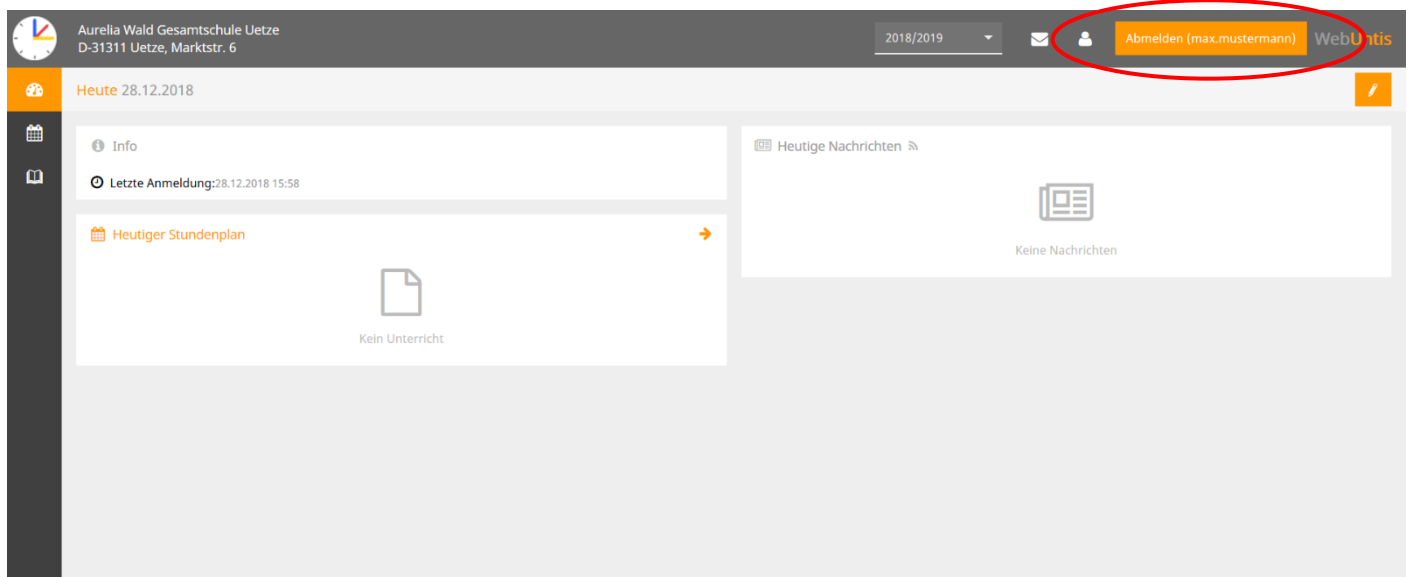 Aurelia Wald Gesamtschule Uetze
D-31311 Uetze, Marktstr. 6
2018/2019
Abmelden (max.mustermann)
WebUntis
Heute 28.12.2018
Info
Letzte Anmeldung:28.12.2018 15:58
Heutiger Stundenplan
Kein Unterricht
Heutige Nachrichten
Keine Nachrichten